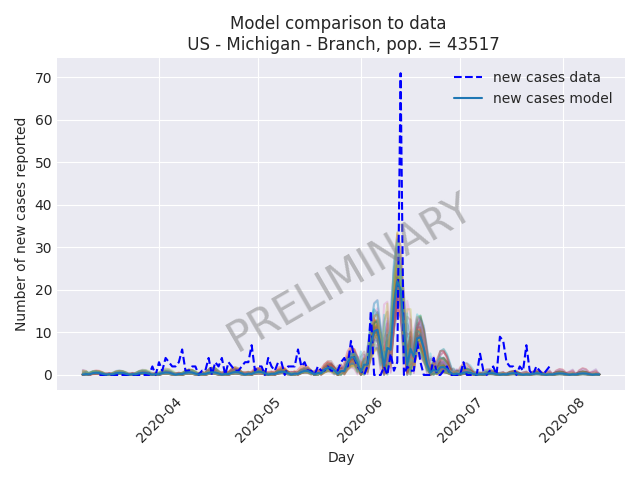 Model comparison to data
US - Michigan - Branch, pop. = 43517
new cases data
new cases model
Number of new cases reported
70
60
50
40
30
20
10
0
PRELIMINARY
2020-04
2020-05
2020-06
2020-07
2020-08
Day